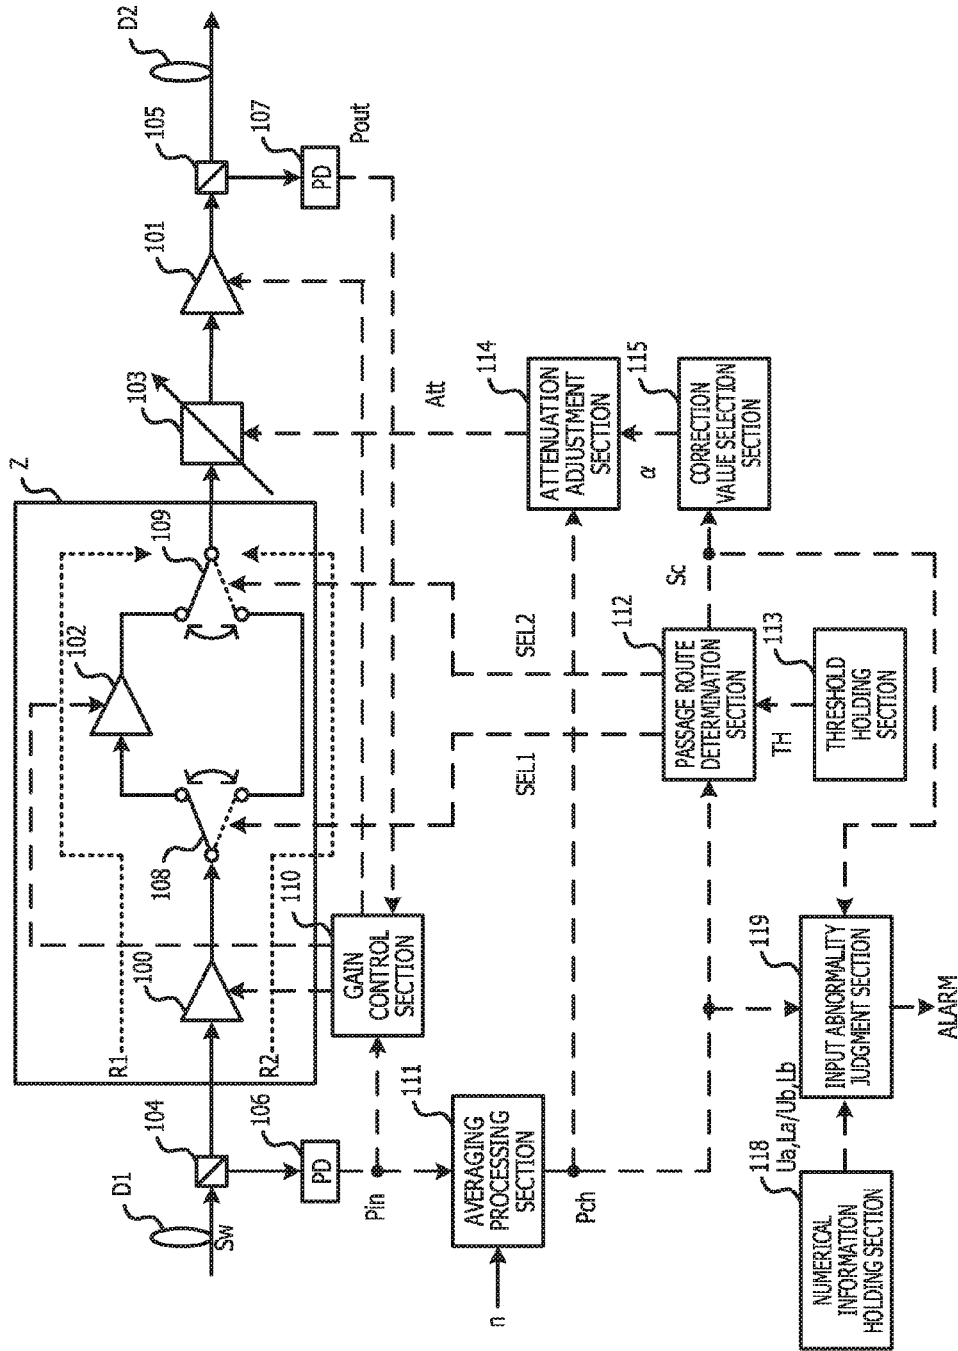 Z
D1
Sw
104
106
PD
Pin
R1
R2
100
108
102
109
103
101
105
D2
107
PD
Pout
110
GAIN
CONTROL
SECTION
111
AVERAGING
PROCESSING
SECTION
n
Pch
SEL1
SEL2
Att
114
ATTENUATION
ADJUSTMENT
SECTION
α
115
CORRECTION
VALUE SELECTION
SECTION
Sc
112
PASSAGE ROUTE
DETERMINATION
SECTION
TH
113
THRESHOLD
HOLDING
SECTION
118
NUMERICAL
INFORMATION
HOLDING SECTION
Ua,La/Ub,Lb
119
INPUT ABNORMALITY
JUDGMENT SECTION
ALARM